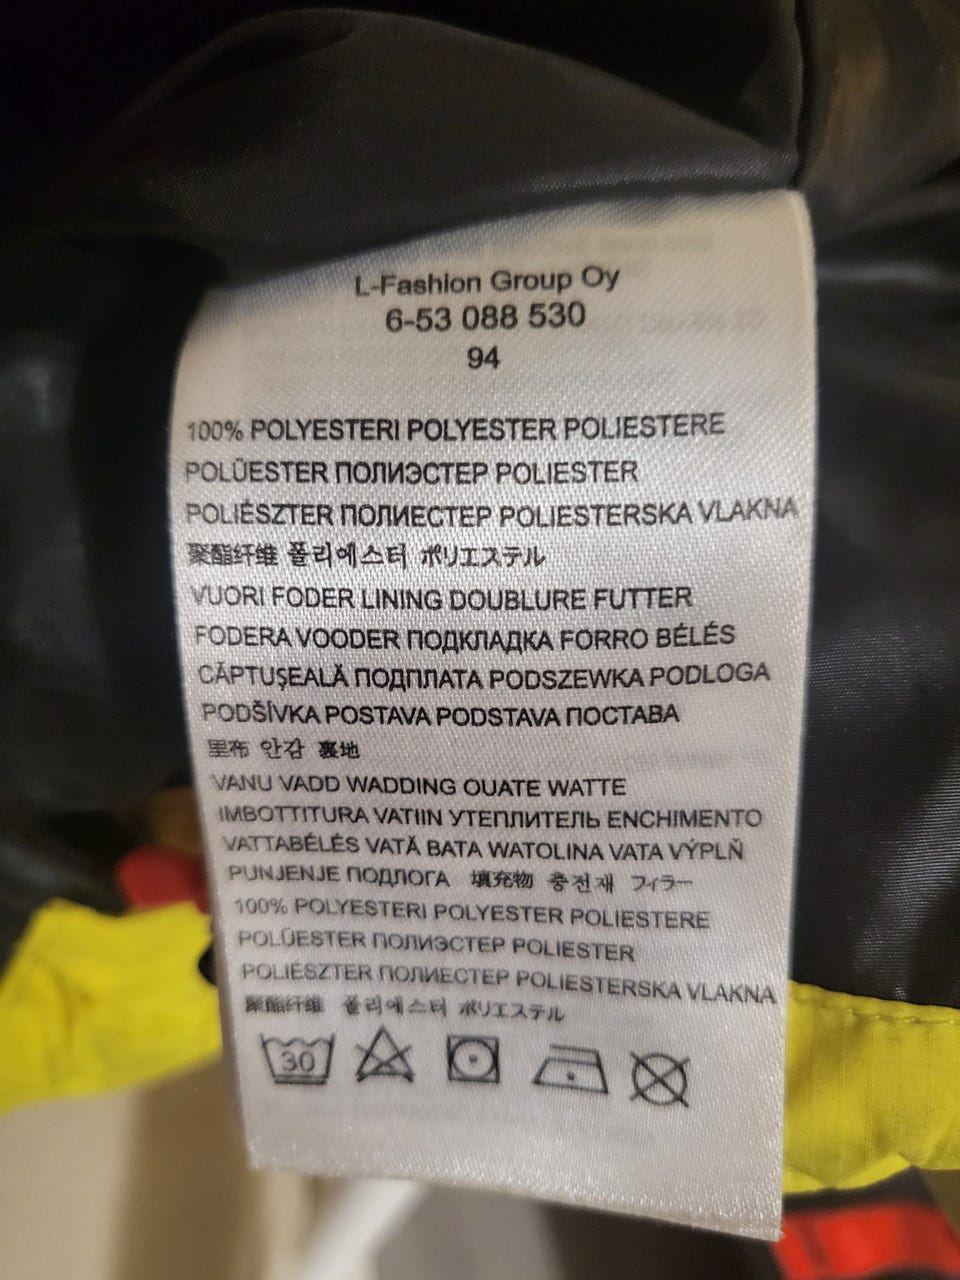 L-Fashion Group Oy
6-53 088 530
94
100% POLYESTERI POLYESTER POLIESTERE
POLÜESTER ПОЛИЭСТЕР POLIESTER
POLIÉSZTER ПОЛИЕСТЕР POLIESTERSKA VLAKNA
聚酯纤维 폴리에스터 ポリエステル
VUORI FODER LINING DOUBLURE FUTTER
FODERA VOODER ПОДКЛАДКА FORRO BÉLÉS
CĂPTUŞEALĂ ПОДПЛАТА PODSZEWKA PODLOGA
PODŠÍVKA POSTAVA PODSTAVA ПОСТАВА
里布 안감 裏地
VANU VADD WADDING OUATE WATTE
IMBOTTITURA VATIIN УТЕПЛИТЕЛЬ ENCHIMENTO
VATTABÉLÉS VATĂ ВАТА WATOLINA VATA VÝPLŇ
PUNJENJE ПОДЛОГА 填充物 충전재 フィラー
100% POLYESTERI POLYESTER POLIESTERE
POLÜESTER ПОЛИЭСТЕР POLIESTER
POLIÉSZTER ПОЛИЕСТЕР POLIESTERSKA VLAKNA
聚酯纤维 폴리에스터 ポリエステル
30